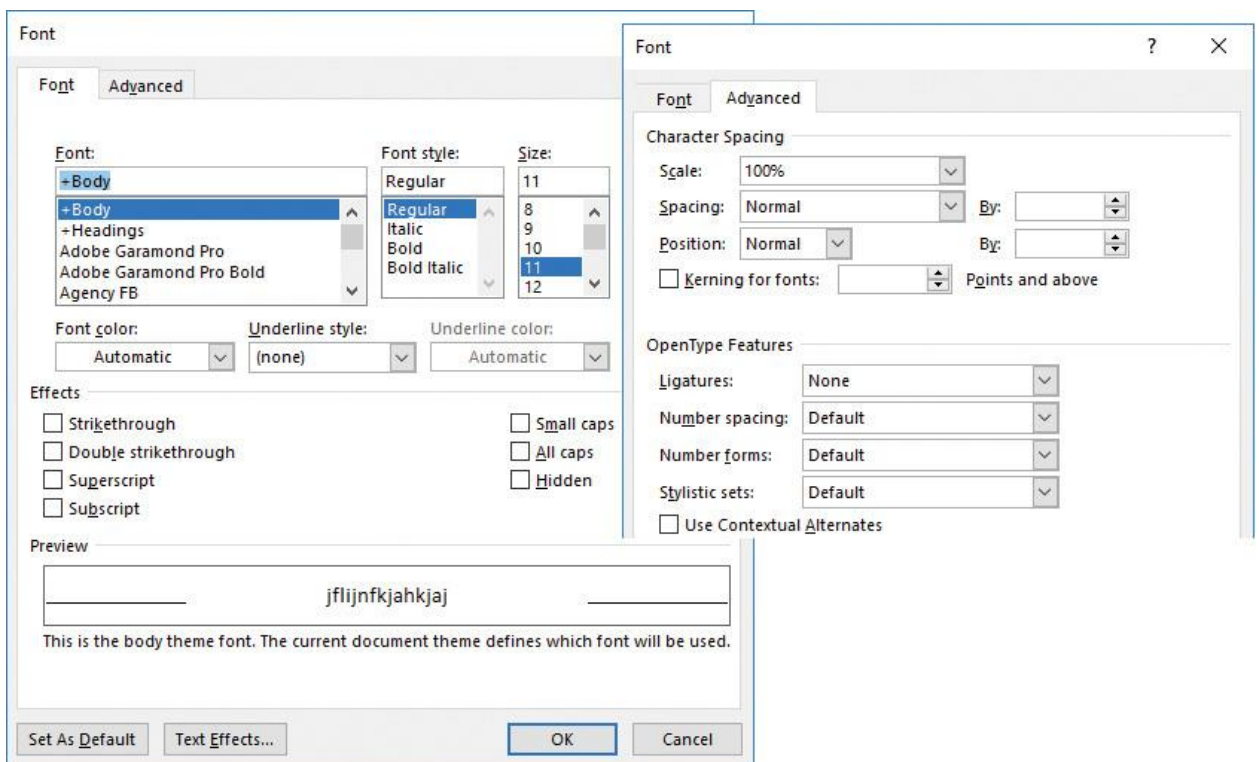 Font
Font Advanced
Font: Font style: Size:
+Body Regular 11
+Body Regular 8
+Headings Italic 9
Adobe Garamond Pro Bold 10
Adobe Garamond Pro Bold Bold Italic 11
Agency FB 12
Font color: Underline style: Underline color:
Automatic (none) Automatic
Effects
Strikethrough Small caps
Double strikethrough All caps
Superscript Hidden
Subscript
Preview
jflijnfkjahkjaj
This is the body theme font. The current document theme defines which font will be used.
Set As Default Text Effects... OK Cancel
Font ? X
Font Advanced
Character Spacing
Scale: 100%
Spacing: Normal By:
Position: Normal By:
Kerning for fonts: Points and above
OpenType Features
Ligatures: None
Number spacing: Default
Number forms: Default
Stylistic sets: Default
Use Contextual Alternates